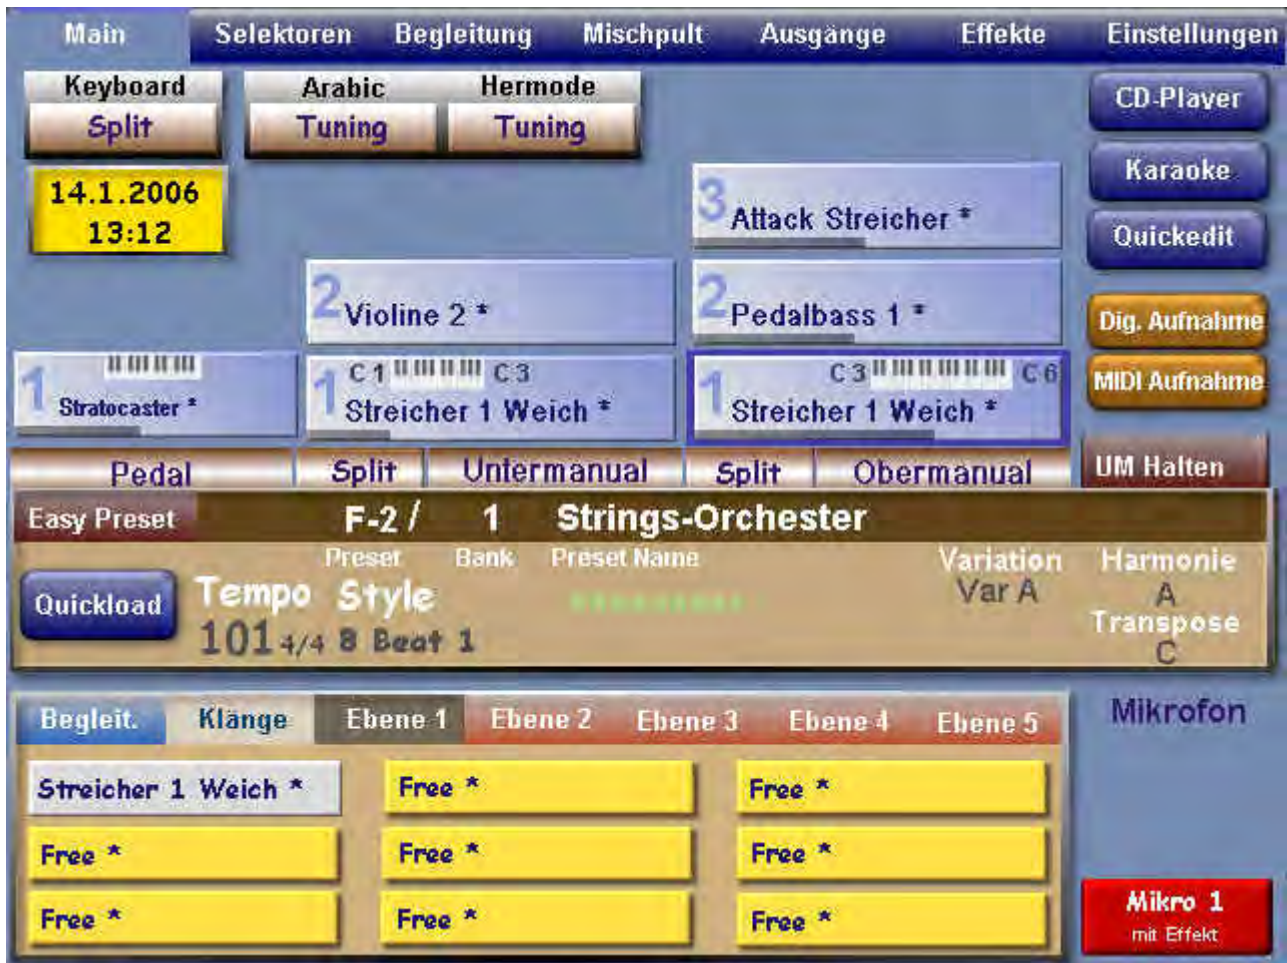 Main Selektoren Begleitung Mischpult Ausgänge Effekte Einstellungen
Keyboard
Split
Arabic
Tuning
Hermode
Tuning
CD-Player
14.1.2006
13:12
Karaoke
3 Attack Streicher *
Quickedit
2 Violine 2 *
2 Pedalbass 1 *
Dig. Aufnahme
1 Stratocaster *
C 1 C 3
1 Streicher 1 Weich *
C 3 C 6
1 Streicher 1 Weich *
MIDI Aufnahme
Pedal Split Untermanual Split Obermanual
UM Halten
Easy Preset F-2 / 1 Strings-Orchester
Preset Bank Preset Name Variation Harmonie
Var A A
Quickload Tempo Style
Transpose
101 4/4 8 Beat 1
C
Begleit. Klänge Ebene 1 Ebene 2 Ebene 3 Ebene 4 Ebene 5
Mikrofon
Streicher 1 Weich * Free * Free *
Free * Free * Free *
Free * Free * Free *
Mikro 1
mit Effekt